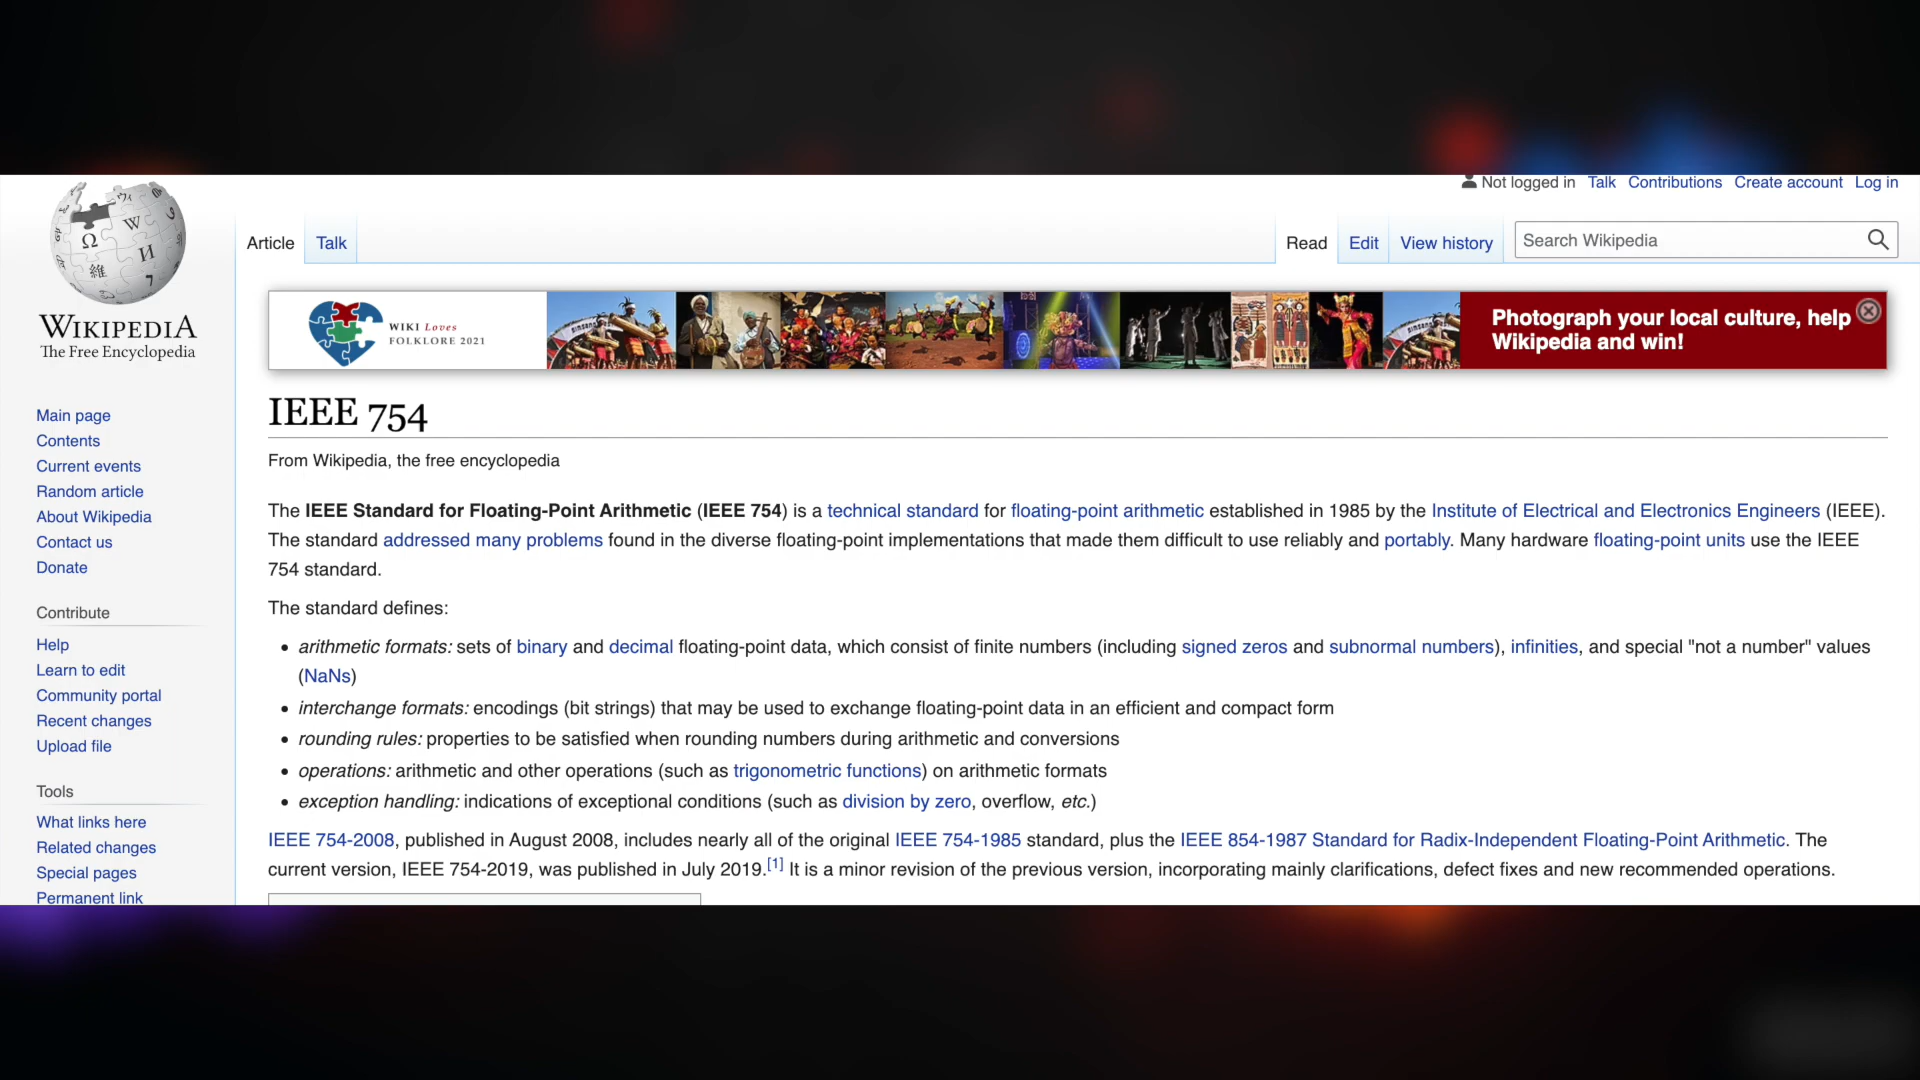 Not logged in Talk Contributions Create account Log in
Article Talk Read Edit View history Search Wikipedia
WIKIPEDIA
The Free Encyclopedia
WIKI Loves
FOLKLORE 2021
Photograph your local culture, help
Wikipedia and win!
Main page
Contents
Current events
Random article
About Wikipedia
Contact us
Donate
Contribute
Help
Learn to edit
Community portal
Recent changes
Upload file
Tools
What links here
Related changes
Special pages
Permanent link
IEEE 754
From Wikipedia, the free encyclopedia
The IEEE Standard for Floating-Point Arithmetic (IEEE 754) is a technical standard for floating-point arithmetic established in 1985 by the Institute of Electrical and Electronics Engineers (IEEE).
The standard addressed many problems found in the diverse floating-point implementations that made them difficult to use reliably and portably. Many hardware floating-point units use the IEEE
754 standard.
The standard defines:
• arithmetic formats: sets of binary and decimal floating-point data, which consist of finite numbers (including signed zeros and subnormal numbers), infinities, and special "not a number" values
(NaNs)
• interchange formats: encodings (bit strings) that may be used to exchange floating-point data in an efficient and compact form
• rounding rules: properties to be satisfied when rounding numbers during arithmetic and conversions
• operations: arithmetic and other operations (such as trigonometric functions) on arithmetic formats
• exception handling: indications of exceptional conditions (such as division by zero, overflow, etc.)
IEEE 754-2008, published in August 2008, includes nearly all of the original IEEE 754-1985 standard, plus the IEEE 854-1987 Standard for Radix-Independent Floating-Point Arithmetic. The
current version, IEEE 754-2019, was published in July 2019.[1] It is a minor revision of the previous version, incorporating mainly clarifications, defect fixes and new recommended operations.